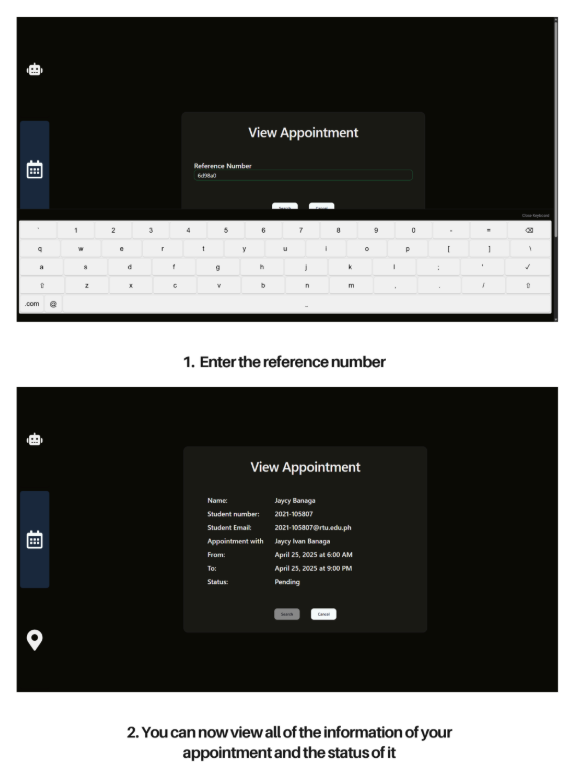 View Appointment
Reference Number
6d98a0
Search Cancel
Close keyboard
` 1 2 3 4 5 6 7 8 9 0 - = ⌫
q w e r t y u i o p [ ] \
a s d f g h j k l ; ' ✓
⇧ z x c v b n m , . / ⇧
.com @ _
1. Enter the reference number
View Appointment
Name: Jaycy Banaga
Student number: 2021-105807
Student Email: 2021-105807@rtu.edu.ph
Appointment with Jaycy Ivan Banaga
From: April 25, 2025 at 6:00 AM
To: April 25, 2025 at 9:00 PM
Status: Pending
Search Cancel
2. You can now view all of the information of your
appointment and the status of it